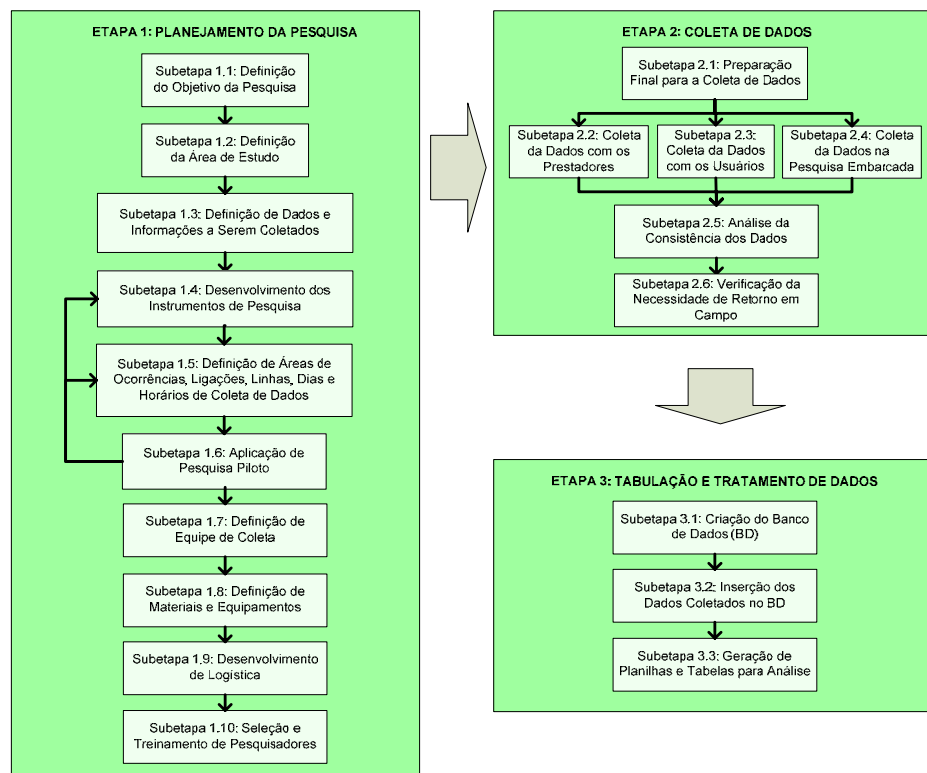 ETAPA 1: PLANEJAMENTO DA PESQUISA
Subetapa 1.1: Definição
do Objetivo da Pesquisa
Subetapa 1.2: Definição
da Área de Estudo
Subetapa 1.3: Definição de Dados e
Informações a Serem Coletados
Subetapa 1.4: Desenvolvimento dos
Instrumentos de Pesquisa
Subetapa 1.5: Definição de Áreas de
Ocorrências, Ligações, Linhas, Dias e
Horários de Coleta de Dados
Subetapa 1.6: Aplicação de
Pesquisa Piloto
Subetapa 1.7: Definição de
Equipe de Coleta
Subetapa 1.8: Definição de
Materiais e Equipamentos
Subetapa 1.9: Desenvolvimento
de Logística
Subetapa 1.10: Seleção e
Treinamento de Pesquisadores
ETAPA 2: COLETA DE DADOS
Subetapa 2.1: Preparação
Final para a Coleta de Dados
Subetapa 2.2: Coleta
da Dados com os
Prestadores
Subetapa 2.3:
Coleta da Dados
com os Usuários
Subetapa 2.4: Coleta
da Dados na
Pesquisa Embarcada
Subetapa 2.5: Análise da
Consistência dos Dados
Subetapa 2.6: Verificação da
Necessidade de Retorno em
Campo
ETAPA 3: TABULAÇÃO E TRATAMENTO DE DADOS
Subetapa 3.1: Criação do Banco
de Dados (BD)
Subetapa 3.2: Inserção dos
Dados Coletados no BD
Subetapa 3.3: Geração de
Planilhas e Tabelas para Análise